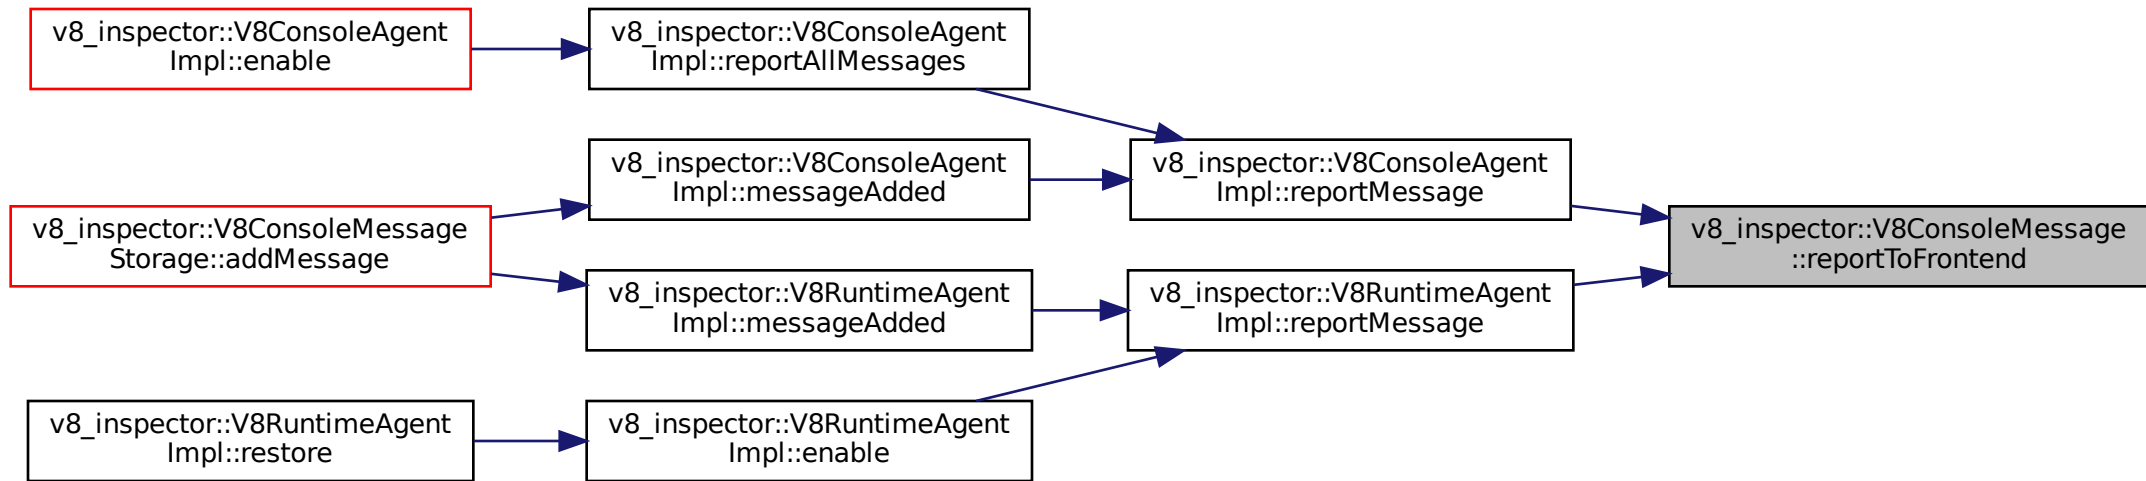 v8_inspector::V8ConsoleAgent
Impl::enable
v8_inspector::V8ConsoleAgent
Impl::reportAllMessages
v8_inspector::V8ConsoleAgent
Impl::messageAdded
v8_inspector::V8ConsoleAgent
Impl::reportMessage
v8_inspector::V8ConsoleMessage
Storage::addMessage
v8_inspector::V8ConsoleMessage
::reportToFrontend
v8_inspector::V8RuntimeAgent
Impl::messageAdded
v8_inspector::V8RuntimeAgent
Impl::reportMessage
v8_inspector::V8RuntimeAgent
Impl::restore
v8_inspector::V8RuntimeAgent
Impl::enable